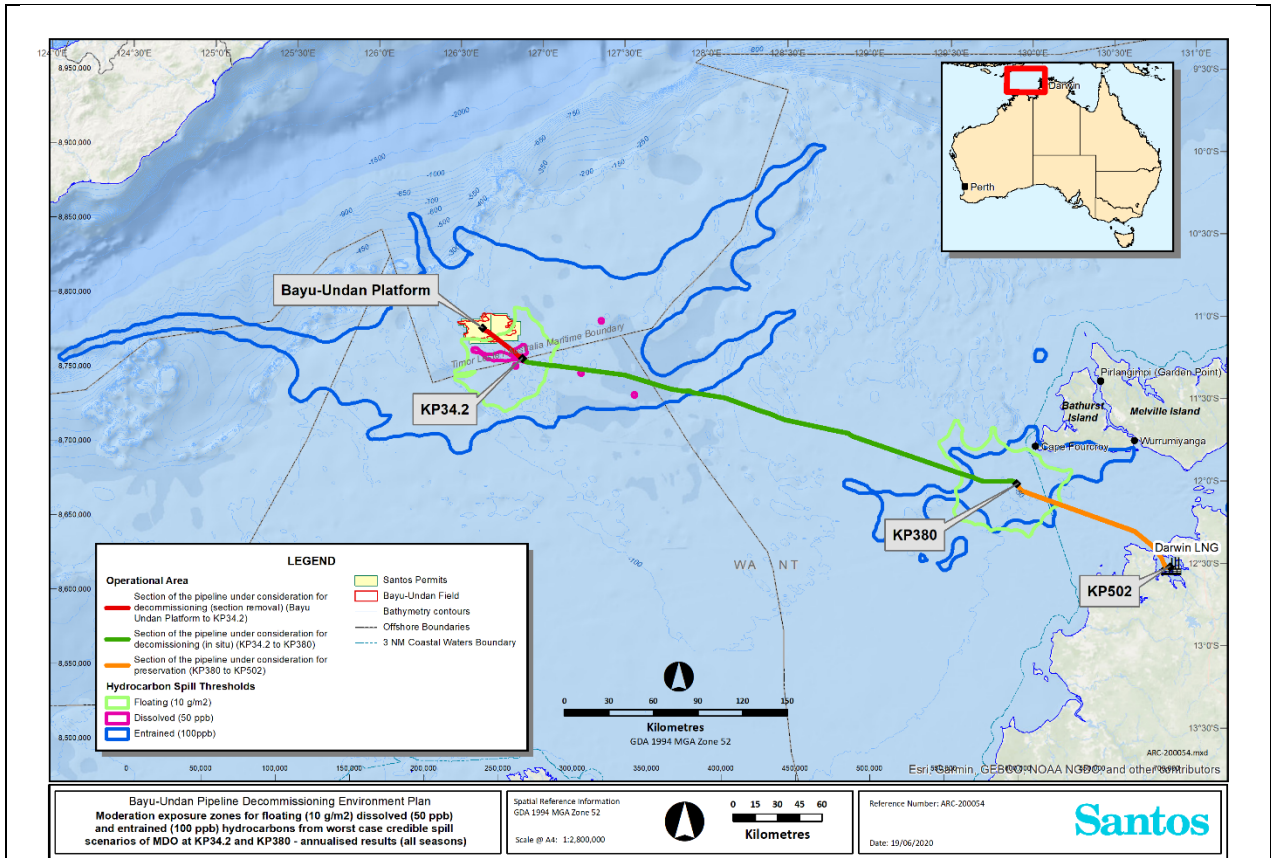 124°0'E
124°30'E
125°0'E
125°30'E
126°0'E
126°30'E
127°0'E
127°30'E
128°0'E
128°30'E
129°0'E
130°0'E
130°30'E
131°0'E
8,950,000
8,900,000
8,850,000
8,800,000
8,750,000
8,700,000
8,650,000
8,600,000
8,550,000
8,500,000
9°30'S
10°0'S
10°30'S
11°0'S
11°30'S
12°0'S
12°30'S
13°0'S
13°30'S
Darwin
Perth
Bayu-Undan Platform
Maritime Boundary
KP34.2
Pirlangimpi (Garden Point)
Bathurst
Island
Melville Island
Wurrumiyanga
Cape Fourcroy
KP380
Darwin LNG
KP502
WA NT
LEGEND
Operational Area
Section of the pipeline under consideration for
decommissioning (section removal) (Bayu
Undan Platform to KP34.2)
Section of the pipeline under consideration for
decomissioning (in situ) (KP34.2 to KP380)
Section of the pipeline under consideration for
preservation (KP380 to KP502)
Hydrocarbon Spill Thresholds
Floating (10 g/m2)
Dissolved (50 ppb)
Entrained (100ppb)
Santos Permits
Bayu-Undan Field
Bathymetry contours
Offshore Boundaries
3 NM Coastal Waters Boundary
0 30 60 90 120 150
Kilometres
GDA 1994 MGA Zone 52
ARC-200054.mxd
0 50,000 100,000 150,000 200,000 250,000 300,000 350,000 400,000 450,000 500,000 550,000
Esri, Garmin, GEBCO, NOAA NGDC, and other contributors
Bayu-Undan Pipeline Decommissioning Environment Plan
Moderation exposure zones for floating (10 g/m2) dissolved (50 ppb)
and entrained (100 ppb) hydrocarbons from worst case credible spill
scenarios of MDO at KP34.2 and KP380 - annualised results (all seasons)
Spatial Reference Information
GDA 1994 MGA Zone 52
Scale @ A4: 1:2,800,000
0 15 30 45 60
Kilometres
Reference Number: ARC-200054
Date: 19/06/2020
Santos